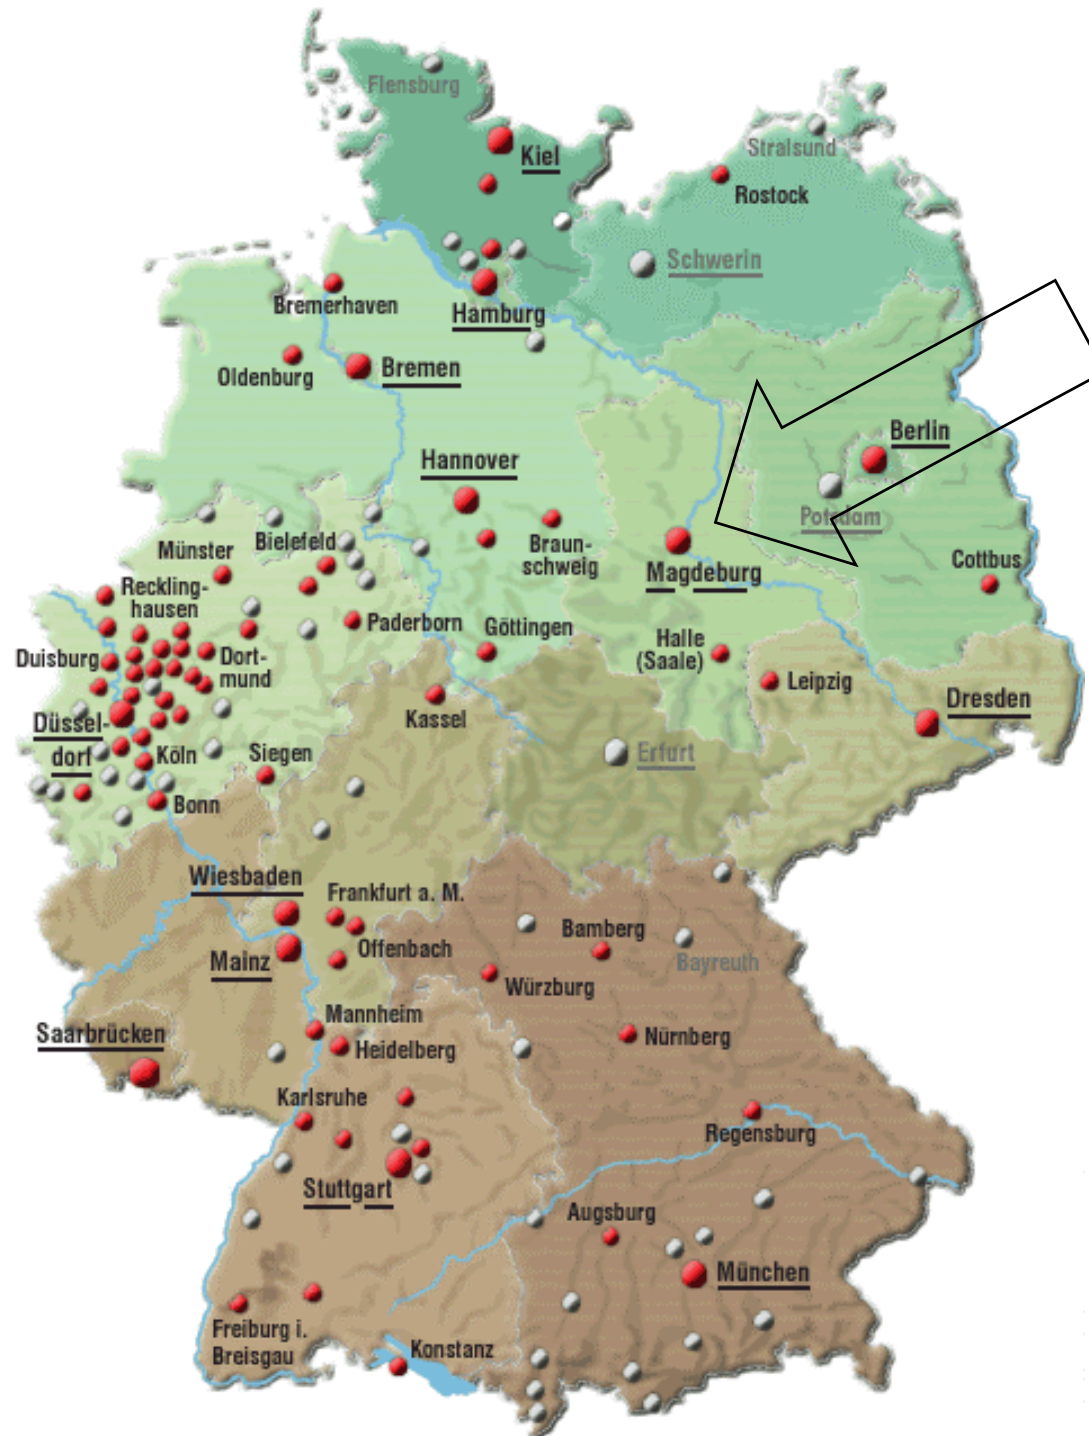 Flensburg
Kiel
Stralsund
Rostock
Schwerin
Bremerhaven
Hamburg
Oldenburg
Bremen
Berlin
Hannover
Potsdam
Münster
Bielefeld
Braun-
schweig
Cottbus
Magdeburg
Reckling-
hausen
Paderborn
Göttingen
Halle
(Saale)
Duisburg
Dort-
mund
Leipzig
Dresden
Kassel
Düssel-
dorf
Köln
Siegen
Erfurt
Bonn
Wiesbaden
Frankfurt a. M.
Bamberg
Offenbach
Mainz
Bayreuth
Würzburg
Mannheim
Saarbrücken
Heidelberg
Nürnberg
Karlsruhe
Regensburg
Stuttgart
Augsburg
München
Freiburg i.
Breisgau
Konstanz